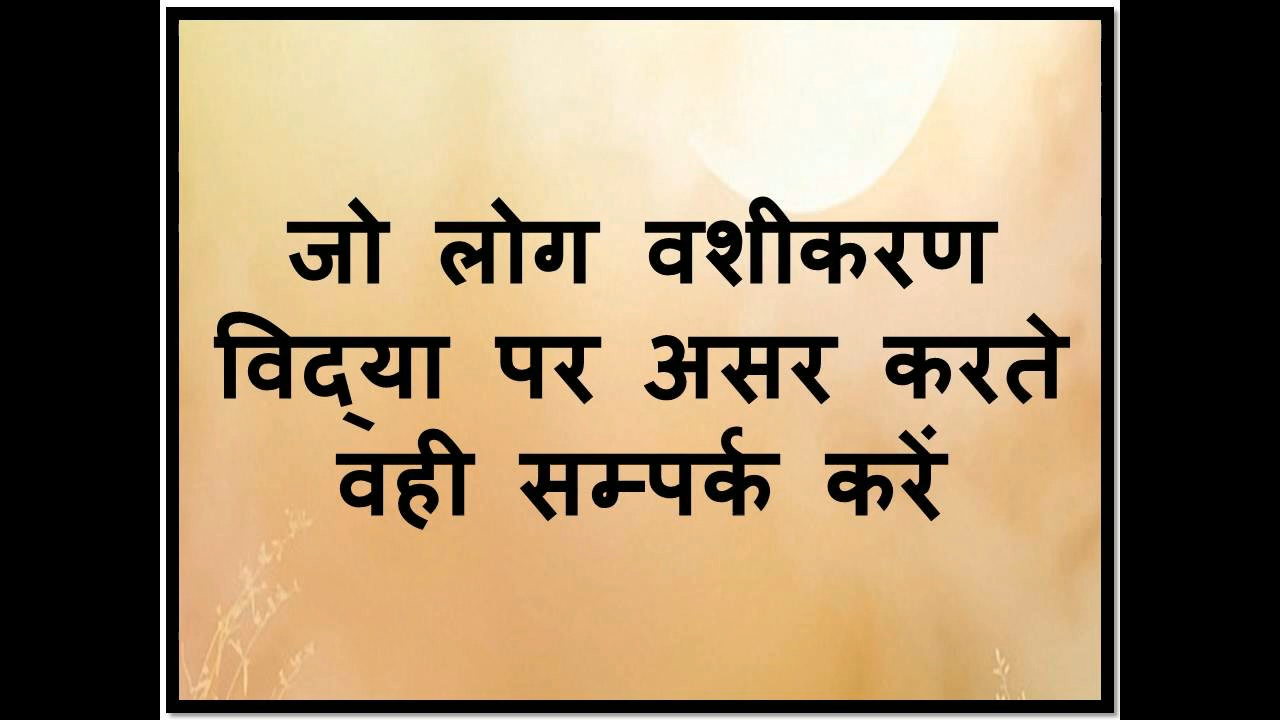 जो लोग वशीकरण
विद्‌या पर असर करते
वही सम्पर्क करें